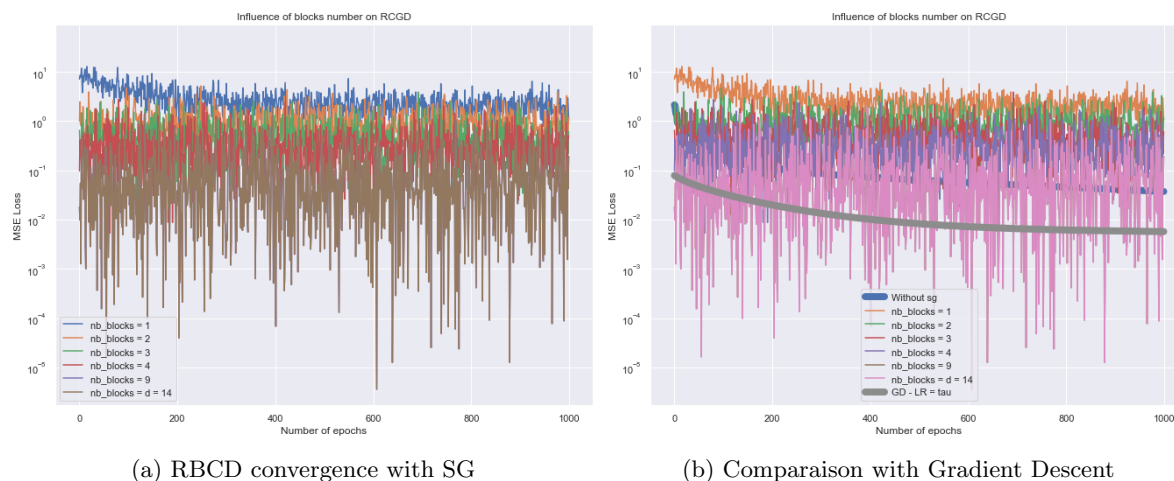 Influence of blocks number on RCGD
MSE Loss
10¹
10⁰
10⁻¹
10⁻²
10⁻³
10⁻⁴
10⁻⁵
nb_blocks = 1
nb_blocks = 2
nb_blocks = 3
nb_blocks = 4
nb_blocks = 9
nb_blocks = d = 14
0 200 400 600 800 1000
Number of epochs
(a) RBCD convergence with SG
Influence of blocks number on RCGD
MSE Loss
10¹
10⁰
10⁻¹
10⁻²
10⁻³
10⁻⁴
10⁻⁵
Without sg
nb_blocks = 1
nb_blocks = 2
nb_blocks = 3
nb_blocks = 4
nb_blocks = 9
nb_blocks = d = 14
GD - LR = tau
0 200 400 600 800 1000
Number of epochs
(b) Comparaison with Gradient Descent